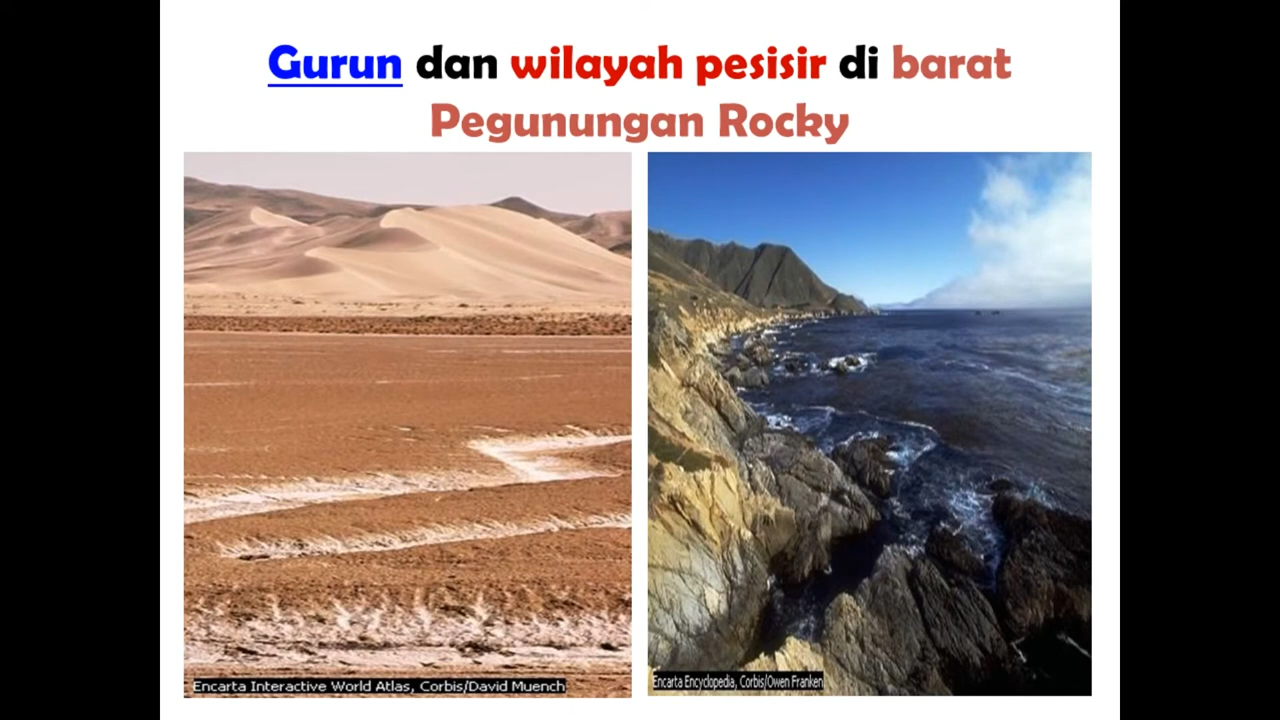 Gurun dan wilayah pesisir di barat
Pegunungan Rocky
Encarta Interactive World Atlas, Corbis/David Muench
Encarta Encyclopedia, Corbis/Owen Franken